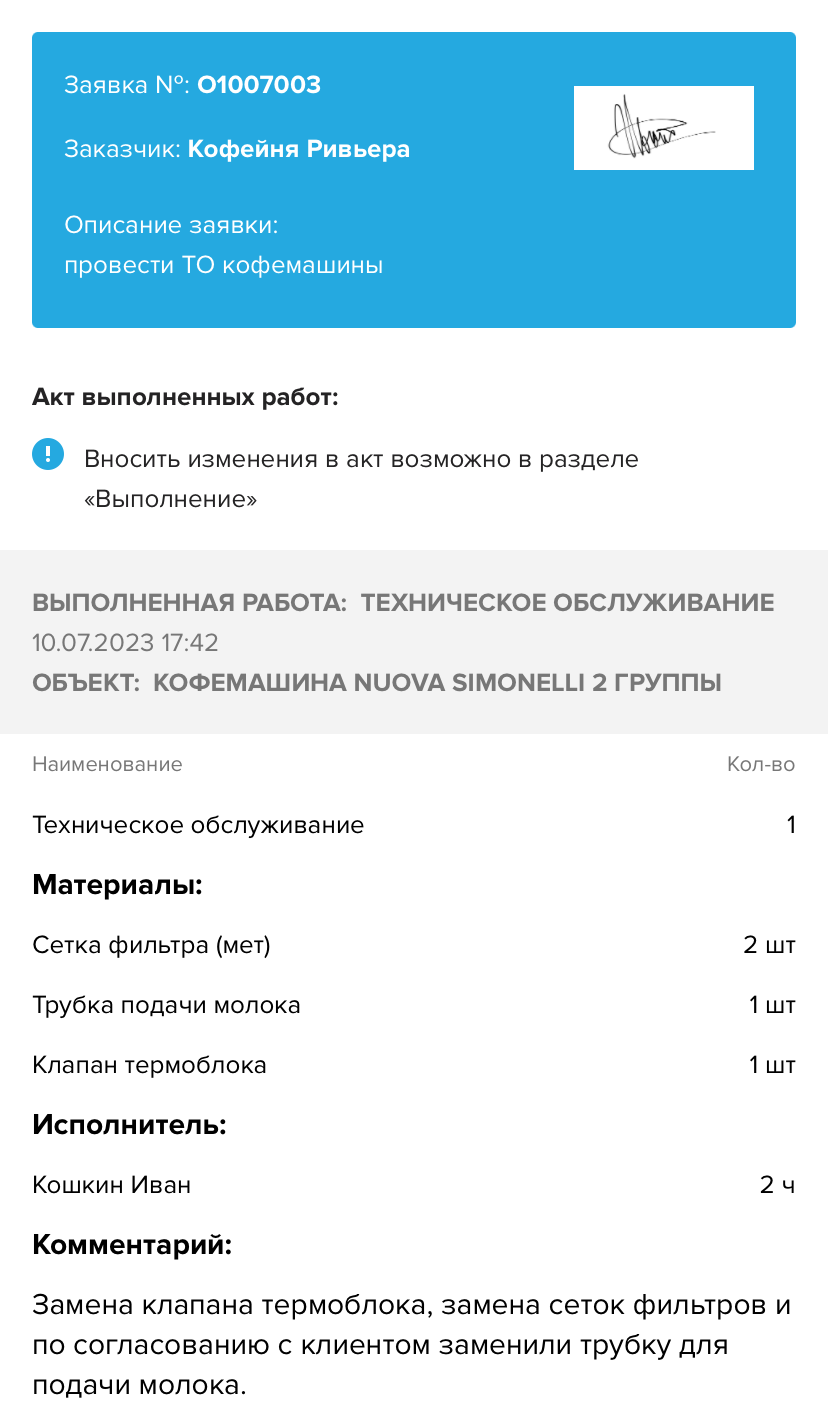 Заявка №: O1007003
Заказчик: Кофейня Ривьера
Описание заявки:
провести ТО кофемашины
Акт выполненных работ:
Вносить изменения в акт возможно в разделе
«Выполнение»
ВЫПОЛНЕННАЯ РАБОТА: ТЕХНИЧЕСКОЕ ОБСЛУЖИВАНИЕ
10.07.2023 17:42
ОБЪЕКТ: КОФЕМАШИНА NUOVA SIMONELLI 2 ГРУППЫ
Наименование Кол-во
Техническое обслуживание 1
Материалы:
Сетка фильтра (мет) 2 шт
Трубка подачи молока 1 шт
Клапан термоблока 1 шт
Исполнитель:
Кошкин Иван 2 ч
Комментарий:
Замена клапана термоблока, замена сеток фильтров и
по согласованию с клиентом заменили трубку для
подачи молока.